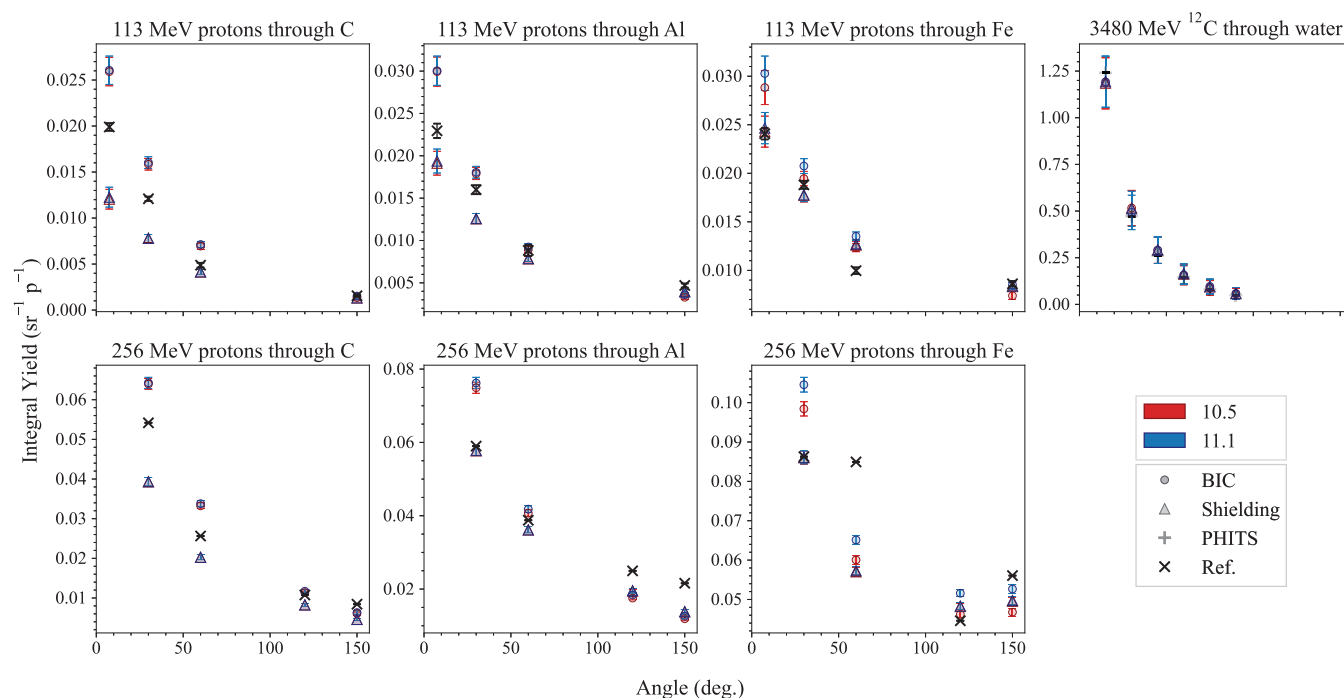 113 MeV protons through C
113 MeV protons through Al
113 MeV protons through Fe
3480 MeV ¹²C through water
0.025
0.020
0.015
0.010
0.005
0.000
0.030
0.025
0.020
0.015
0.010
0.005
0.030
0.025
0.020
0.015
0.010
1.25
1.00
0.75
0.50
0.25
0.00
Integral Yield (sr⁻¹ p⁻¹)
256 MeV protons through C
256 MeV protons through Al
256 MeV protons through Fe
0.06
0.05
0.04
0.03
0.02
0.01
0.08
0.06
0.04
0.02
0.10
0.09
0.08
0.07
0.06
0.05
0 50 100 150
0 50 100 150
0 50 100 150
Angle (deg.)
10.5
11.1
BIC
Shielding
PHITS
Ref.